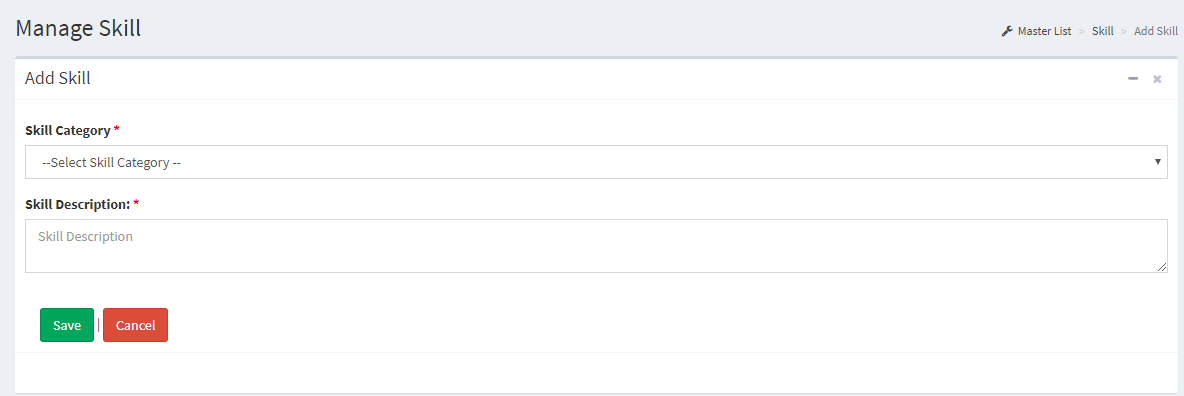 Manage Skill
Master List > Skill > Add Skill
Add Skill
Skill Category *
--Select Skill Category --
Skill Description: *
Skill Description
Save | Cancel